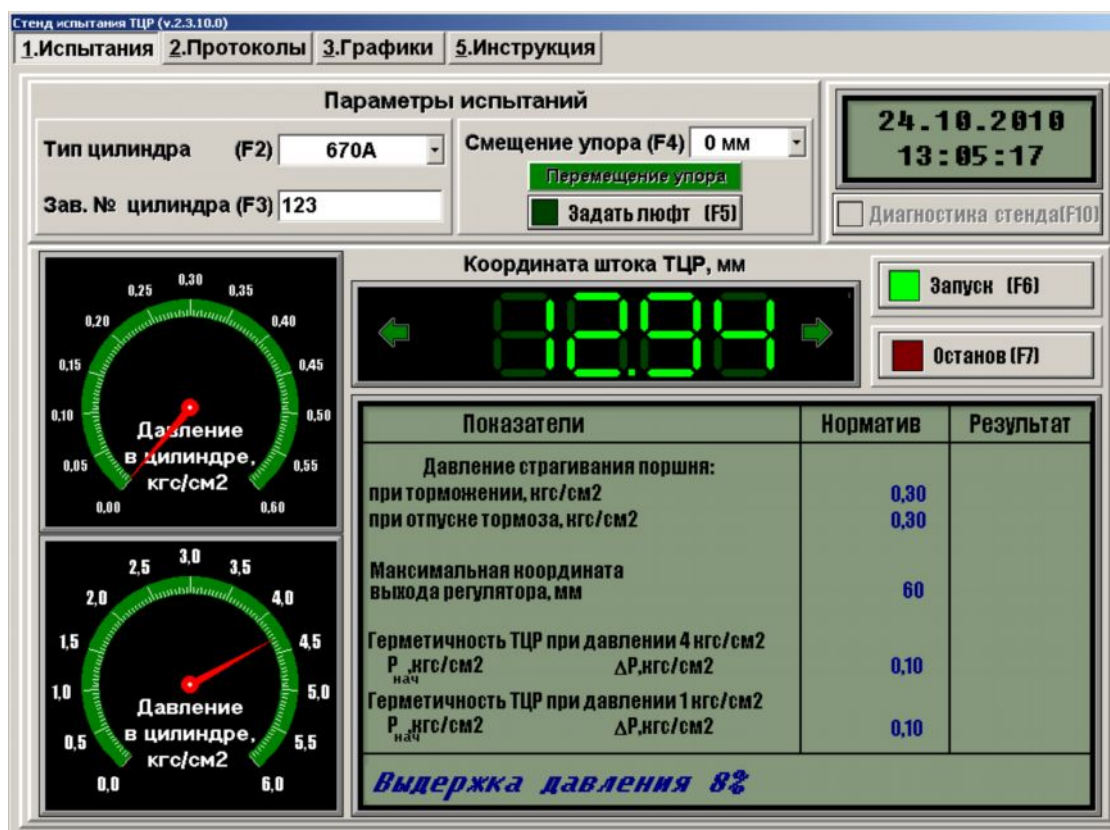 Стенд испытания ТЦР (v.2.3.10.0)
1.Испытания 2.Протоколы 3.Графики 5.Инструкция
Параметры испытаний
Тип цилиндра (F2) 670А
Зав. № цилиндра (F3) 123
Смещение упора (F4) 0 мм
Перемещение упора
Задать люфт (F5)
24.10.2010
13:05:17
Диагностика стенда(F10)
0,00 0,05 0,10 0,15 0,20 0,25 0,30 0,35 0,40 0,45 0,50 0,55 0,60
Давление
в цилиндре,
кгс/см2
Координата штока ТЦР, мм
12.94
Запуск (F6)
Останов (F7)
0,0 0,5 1,0 1,5 2,0 2,5 3,0 3,5 4,0 4,5 5,0 5,5 6,0
Давление
в цилиндре,
кгс/см2
Показатели Норматив Результат
Давление страгивания поршня:
при торможении, кгс/см2 0,30
при отпуске тормоза, кгс/см2 0,30
Максимальная координата
выхода регулятора, мм 60
Герметичность ТЦР при давлении 4 кгс/см2
Pнач,кгс/см2 ΔP,кгс/см2 0,10
Герметичность ТЦР при давлении 1 кгс/см2
Pнач,кгс/см2 ΔP,кгс/см2 0,10
Выдержка давления 8%